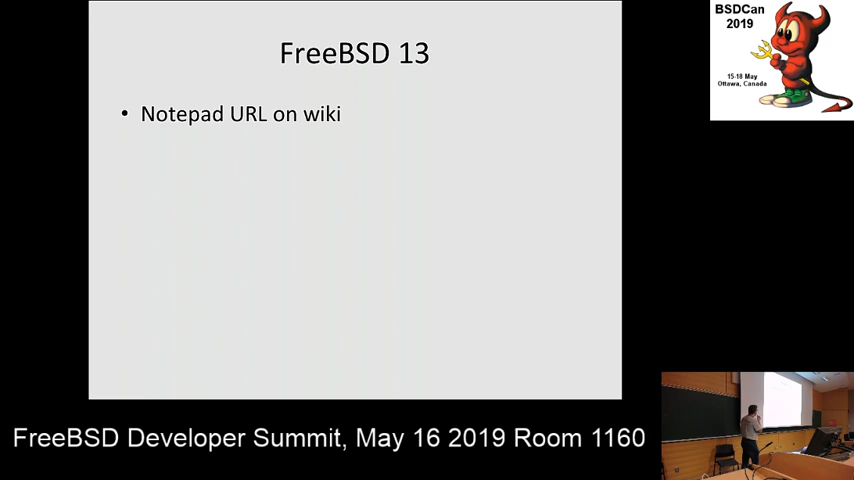 FreeBSD 13
• Notepad URL on wiki
BSDCan
2019
15-18 May
Ottawa, Canada
FreeBSD Developer Summit, May 16 2019 Room 1160